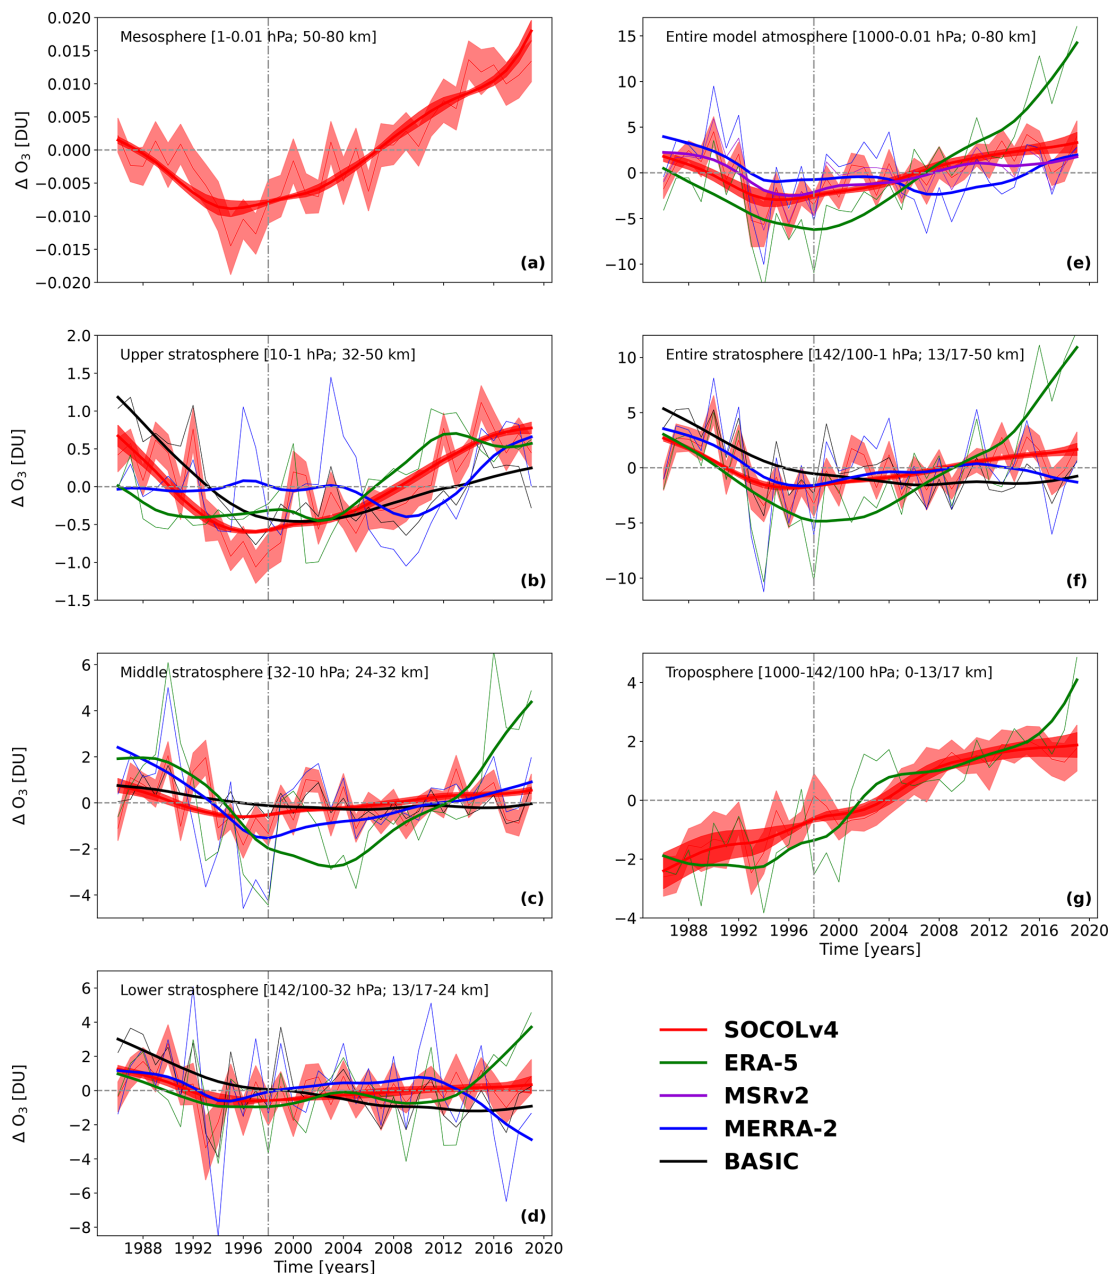 Mesosphere [1-0.01 hPa; 50-80 km]
Δ O3 [DU]
0.020
0.015
0.010
0.005
0.000
−0.005
−0.010
−0.015
−0.020
(a)
Upper stratosphere [10-1 hPa; 32-50 km]
Δ O3 [DU]
2.0
1.5
1.0
0.5
0.0
−0.5
−1.0
−1.5
(b)
Middle stratosphere [32-10 hPa; 24-32 km]
Δ O3 [DU]
6
4
2
0
−2
−4
(c)
Lower stratosphere [142/100-32 hPa; 13/17-24 km]
Δ O3 [DU]
6
4
2
0
−2
−4
−6
−8
(d)
1988 1992 1996 2000 2004 2008 2012 2016 2020
Time [years]
Entire model atmosphere [1000-0.01 hPa; 0-80 km]
15
10
5
0
−5
−10
(e)
Entire stratosphere [142/100-1 hPa; 13/17-50 km]
10
5
0
−5
−10
(f)
Troposphere [1000-142/100 hPa; 0-13/17 km]
4
2
0
−2
−4
(g)
1988 1992 1996 2000 2004 2008 2012 2016 2020
Time [years]
SOCOLv4
ERA-5
MSRv2
MERRA-2
BASIC